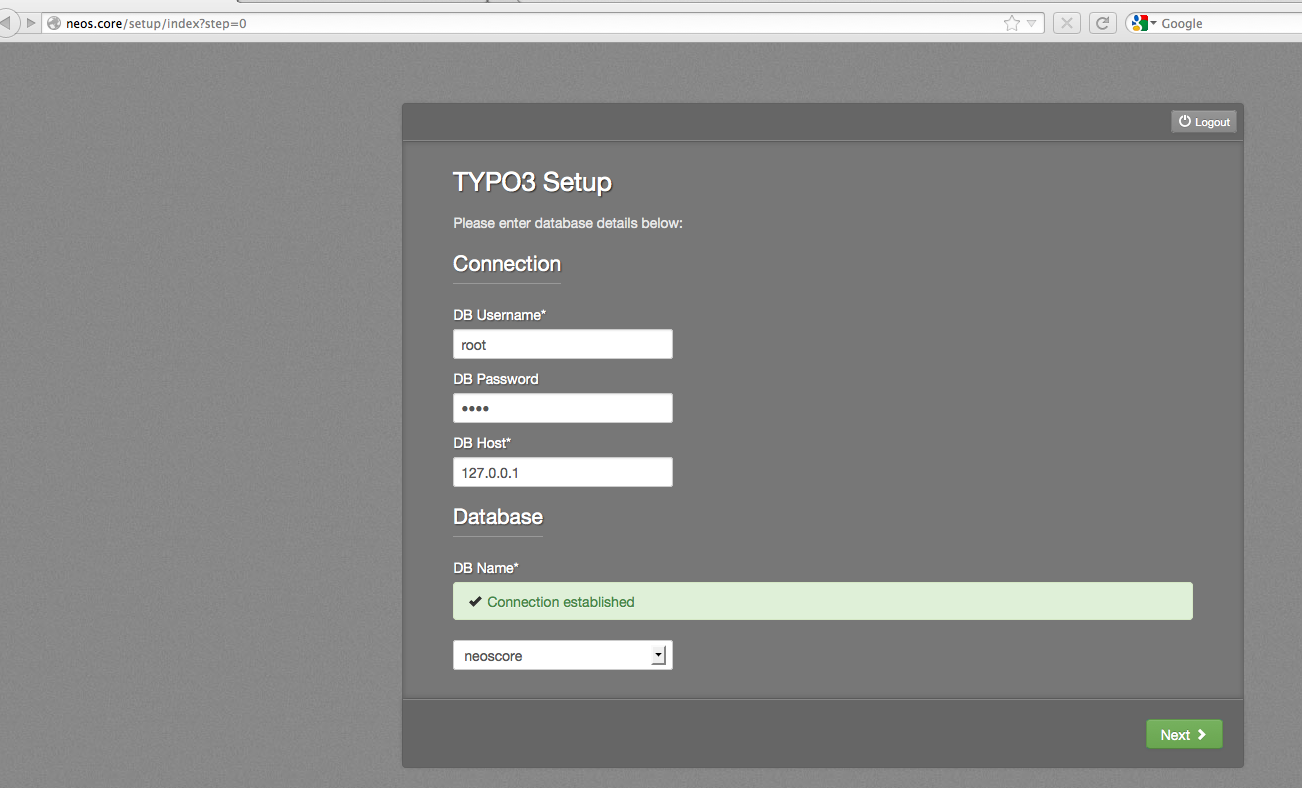 neos.core/setup/index?step=0
Google
Logout
TYPO3 Setup
Please enter database details below:
Connection
DB Username*
root
DB Password
••••
DB Host*
127.0.0.1
Database
DB Name*
Connection established
neoscore
Next